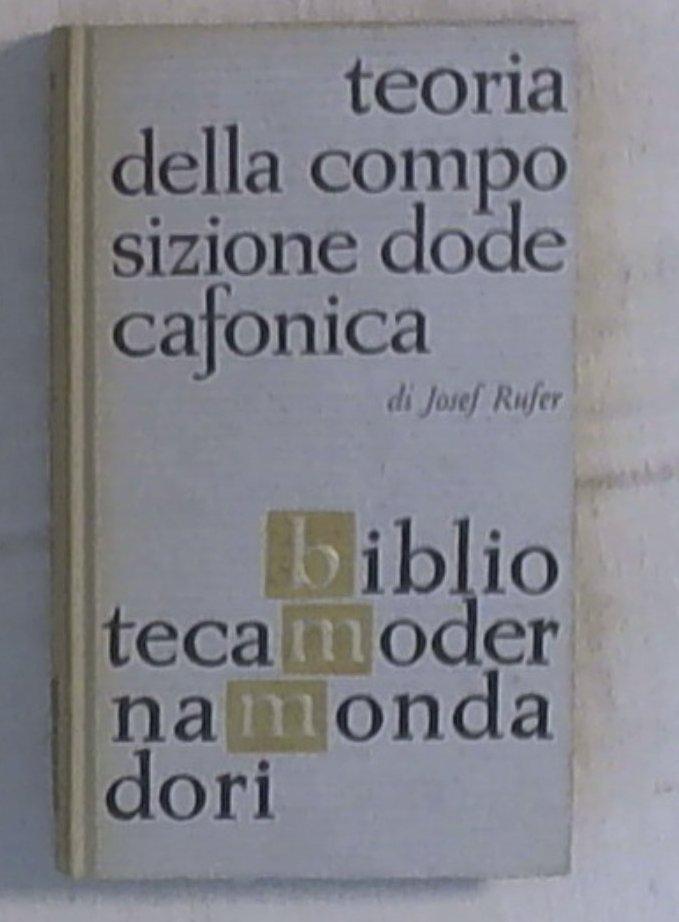 teoria
della compo
sizione dode
cafonica
di Josef Rufer
biblio
tecamoder
namonda
dori